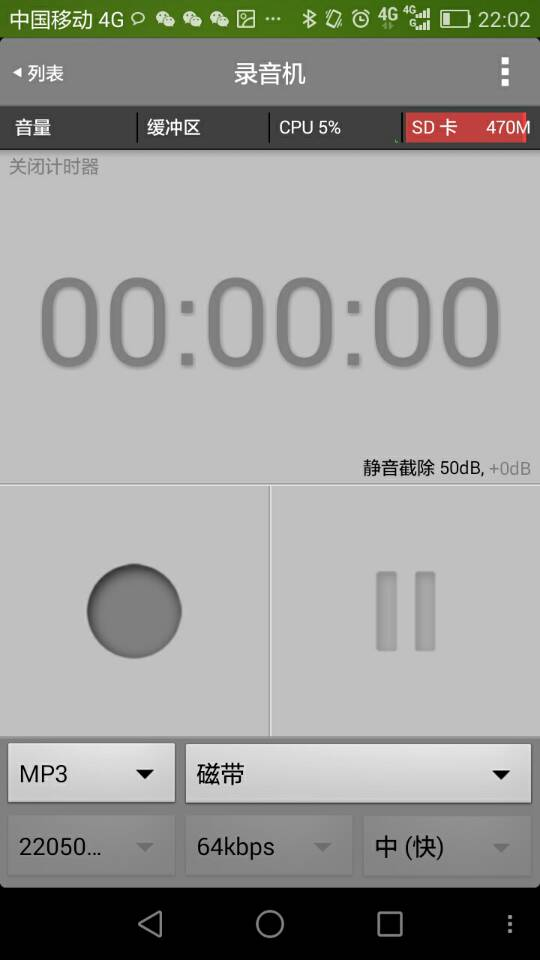 中国移动 4G 4G 4G G 22:02
列表 录音机
音量 缓冲区 CPU 5% SD 卡 470M
关闭计时器
00:00:00
静音截除 50dB, +0dB
MP3 磁带
22050... 64kbps 中 (快)